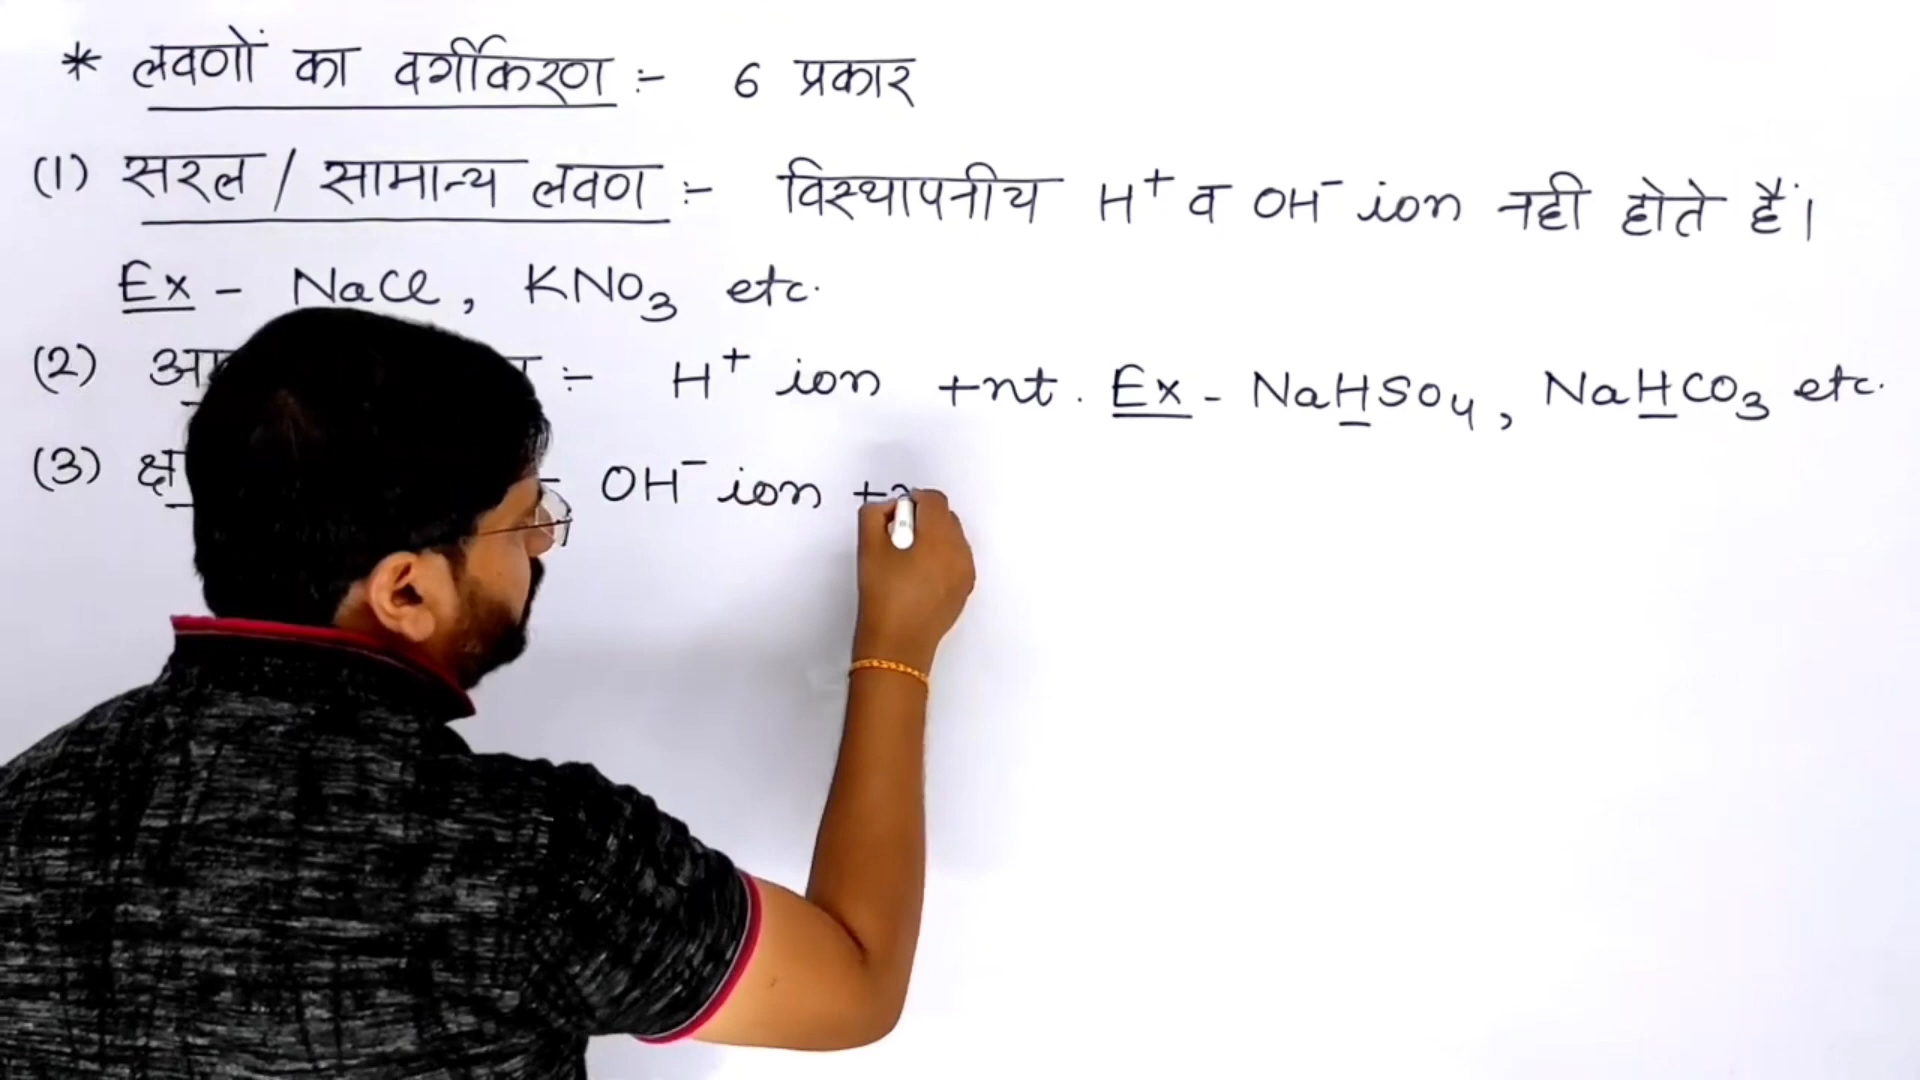 * लवणों का वर्गीकरण :- 6 प्रकार
(1) सरल / सामान्य लवण :- विस्थापनीय H⁺ व OH⁻ ion नही होते हैं।
Ex - NaCl, KNO₃ etc.
(2) :- H⁺ ion +nt. Ex - NaHSO₄, NaHCO₃ etc.
(3) - OH⁻ ion